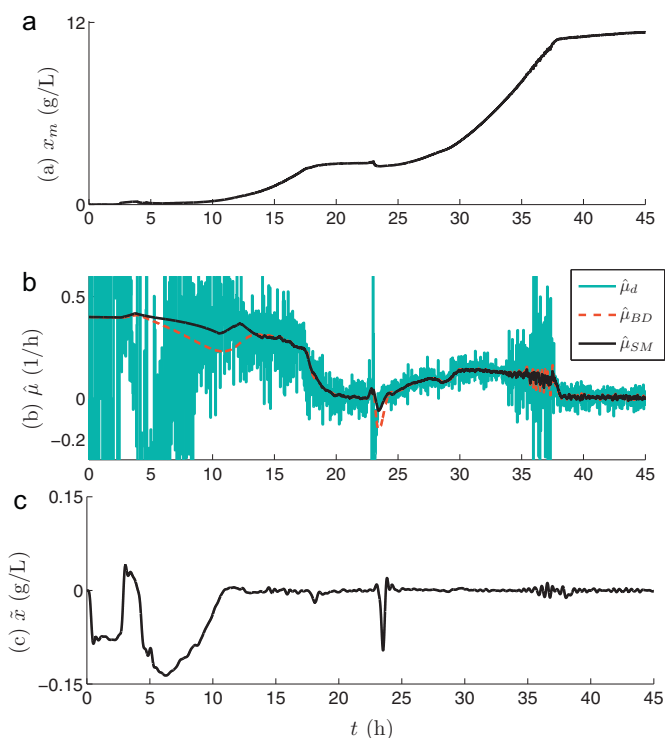 a
(a) x_m (g/L)
12
0
0 5 10 15 20 25 30 35 40 45
b
(b) μ̂ (1/h)
0.5
0
−0.2
0 5 10 15 20 25 30 35 40 45
μ̂_d
μ̂_BD
μ̂_SM
c
(c) x̃ (g/L)
0.15
0
−0.15
0 5 10 15 20 25 30 35 40 45
t (h)